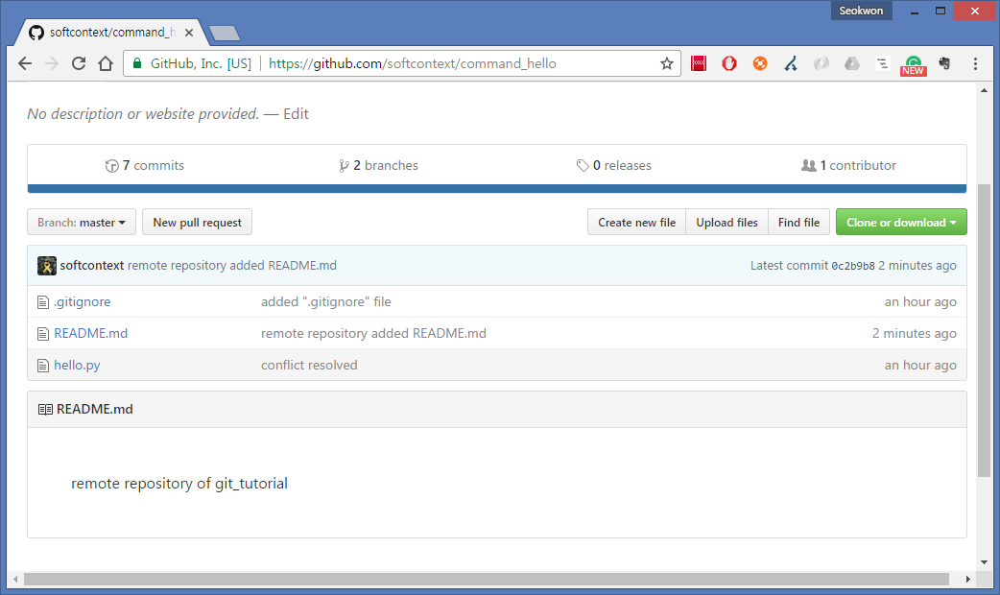 Seokwon
softcontext/command_h
GitHub, Inc. [US] https://github.com/softcontext/command_hello
NEW
No description or website provided. — Edit
7 commits 2 branches 0 releases 1 contributor
Branch: master New pull request Create new file Upload files Find file Clone or download
softcontext remote repository added README.md Latest commit 0c2b9b8 2 minutes ago
.gitignore added ".gitignore" file an hour ago
README.md remote repository added README.md 2 minutes ago
hello.py conflict resolved an hour ago
README.md
remote repository of git_tutorial